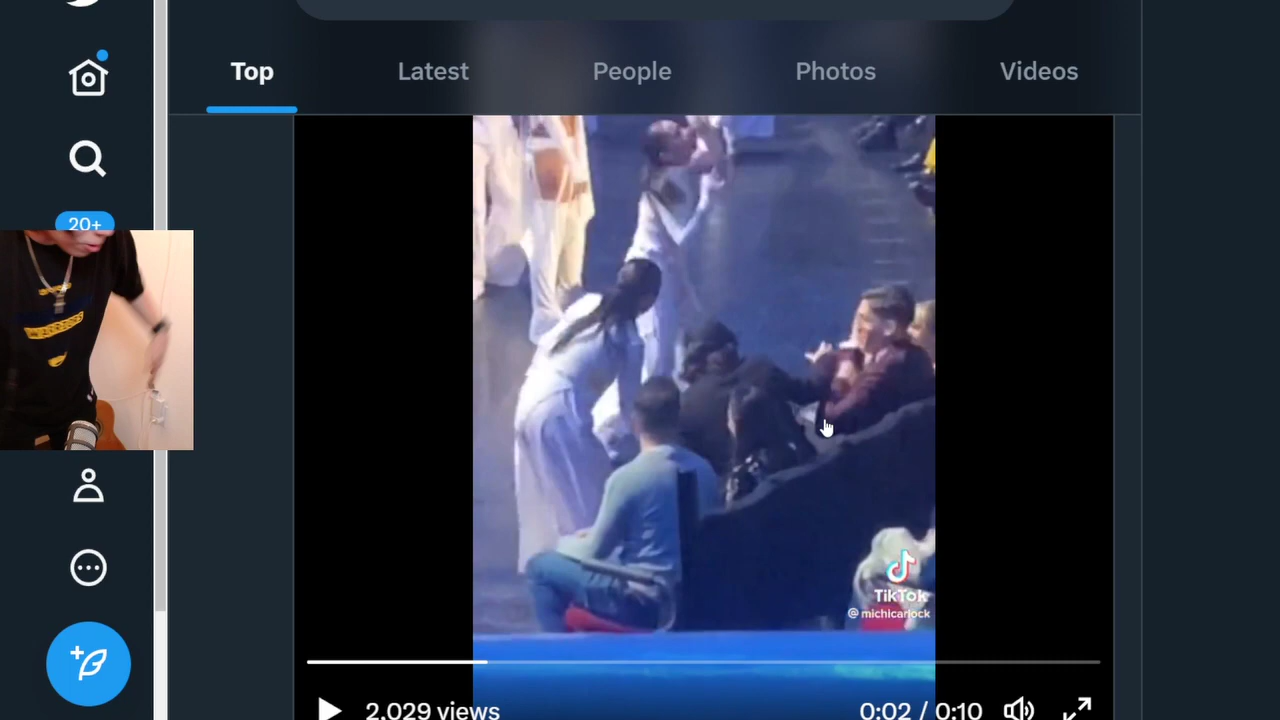 Top
Latest
People
Photos
Videos
20+
TikTok
@michicarlock
2,029 views
0:02 / 0:10